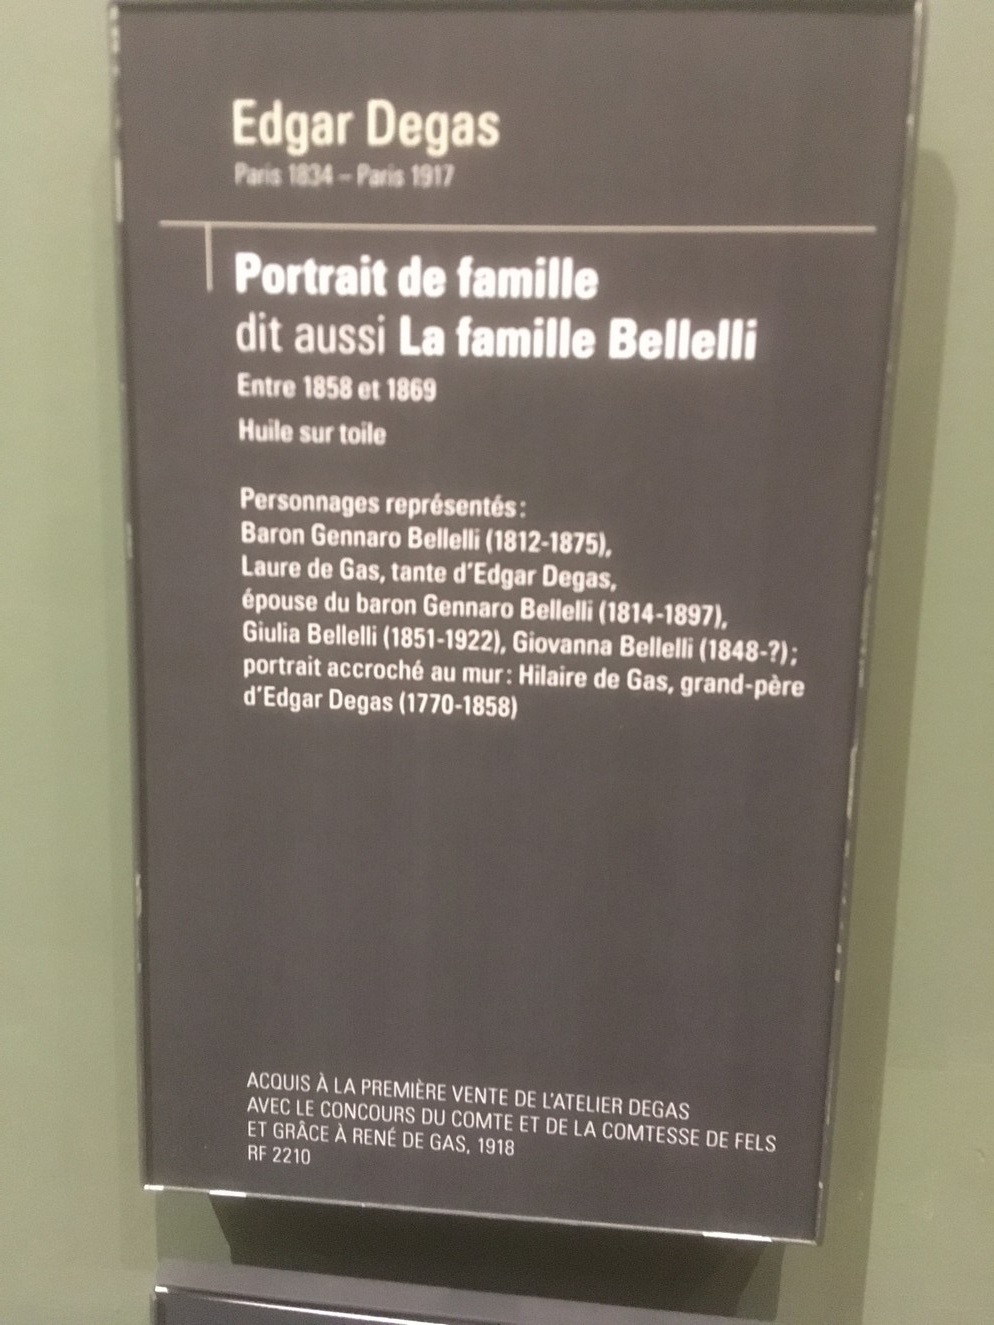 Edgar Degas
Paris 1834 – Paris 1917
Portrait de famille
dit aussi La famille Bellelli
Entre 1858 et 1869
Huile sur toile
Personnages représentés :
Baron Gennaro Bellelli (1812-1875),
Laure de Gas, tante d'Edgar Degas,
épouse du baron Gennaro Bellelli (1814-1897),
Giulia Bellelli (1851-1922), Giovanna Bellelli (1848-?) ;
portrait accroché au mur : Hilaire de Gas, grand-père
d'Edgar Degas (1770-1858)
ACQUIS À LA PREMIÈRE VENTE DE L'ATELIER DEGAS
AVEC LE CONCOURS DU COMTE ET DE LA COMTESSE DE FELS
ET GRÂCE À RENÉ DE GAS, 1918
RF 2210